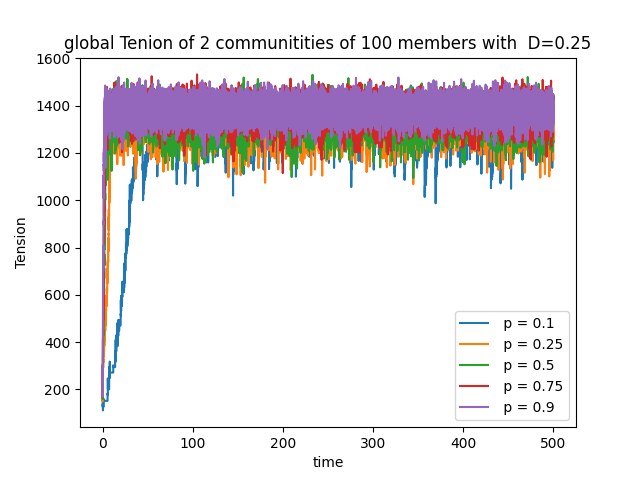 global Tenion of 2 communitities of 100 members with  D=0.25
1600
1400
1200
1000
800
600
400
200
Tension
0
100
200
300
400
500
time
p = 0.1
p = 0.25
p = 0.5
p = 0.75
p = 0.9